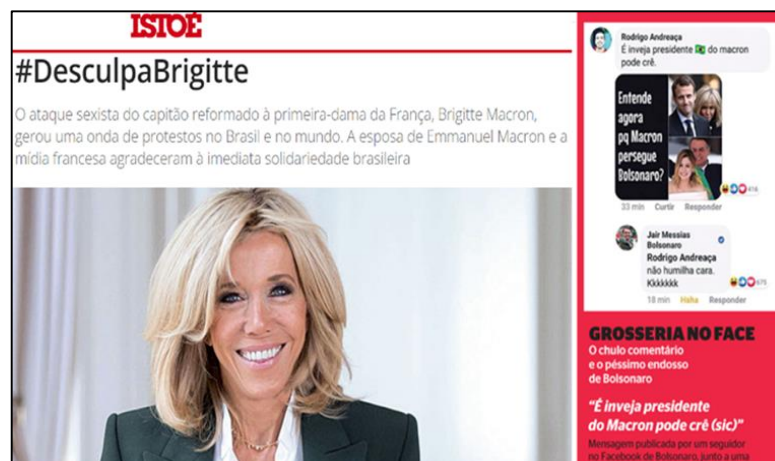 ISTOÉ
#DesculpaBrigitte
O ataque sexista do capitão reformado à primeira-dama da França, Brigitte Macron,
gerou uma onda de protestos no Brasil e no mundo. A esposa de Emmanuel Macron e a
mídia francesa agradeceram à imediata solidariedade brasileira
Rodrigo Andreaça
É inveja presidente 🇧🇷 do macron
pode crê.
Entende
agora
pq Macron
persegue
Bolsonaro?
416
33 min Curtir Responder
Jair Messias
Bolsonaro
Rodrigo Andreaça
não humilha cara.
Kkkkkkk
670
18 min Haha Responder
GROSSERIA NO FACE
O chulo comentário
e o péssimo endosso
de Bolsonaro
“É inveja presidente
do Macron pode crê (sic)”
Mensagem publicada por um seguidor
no Facebook de Bolsonaro, junto a uma